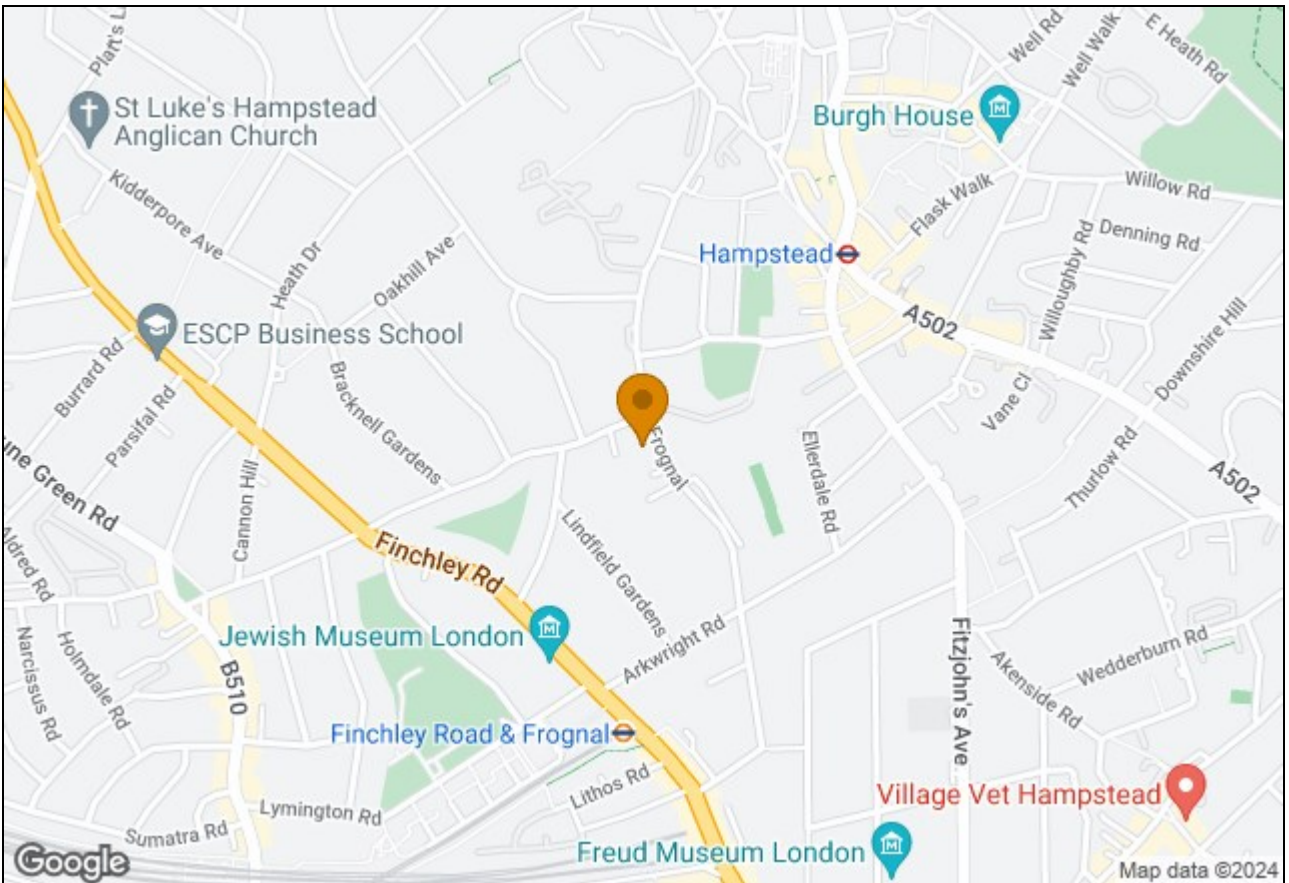 Platt's L
St Luke's Hampstead
Anglican Church
Kidderpore Ave
Heath Dr
Oakhill Ave
ESCP Business School
Burrard Rd
Parsifal Rd
Bracknell Gardens
Cannon Hill
une Green Rd
Aldred Rd
Narcissus Rd
Holmdale Rd
B510
Sumatra Rd
Lymington Rd
Finchley Rd
Jewish Museum London
Finchley Road & Frognal
Lithos Rd
Lindfield Gardens
Arkwright Rd
Frognal
Ellerdale Rd
Hampstead
Burgh House
Well Rd
Well Walk
E Heath Rd
Flask Walk
Willow Rd
Denning Rd
Willoughby Rd
Downshire Hill
A502
Vane Cl
Thurlow Rd
A502
Fitzjohn's Ave
Akenside Rd
Wedderburn Rd
Village Vet Hampstead
Freud Museum London
Google
Map data ©2024